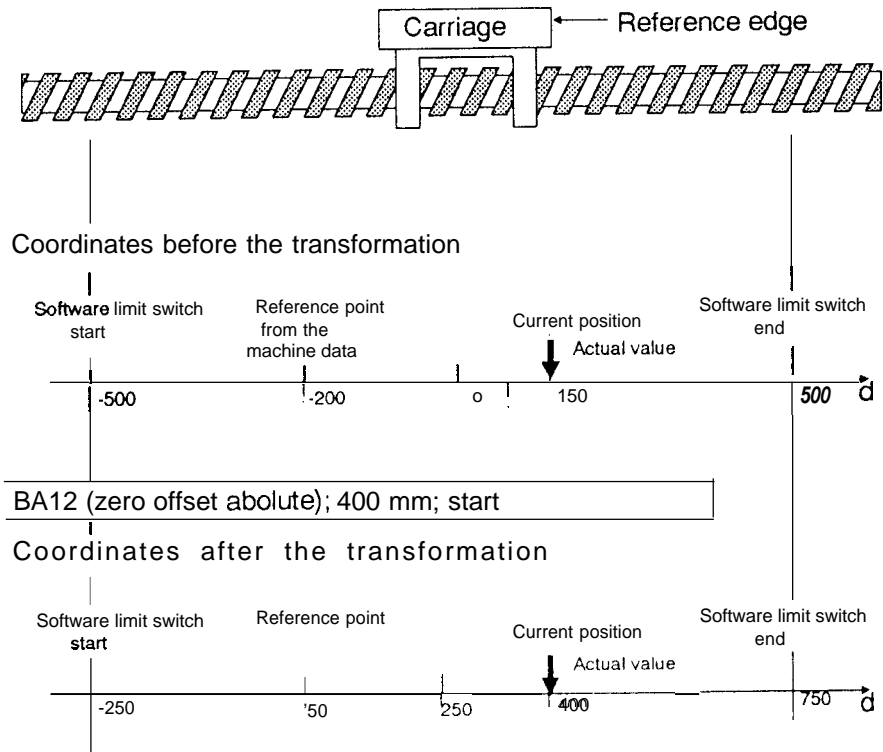 Carriage
Reference edge
Coordinates before the transformation
Software limit switch
start
Reference point
from the
machine data
Current position
Actual value
Software limit switch
end
-500
-200
o
150
500
d
BA12 (zero offset abolute); 400 mm; start
Coordinates after the transformation
Software limit switch
start
Reference point
Current position
Actual value
Software limit switch
end
-250
50
250
400
750
d